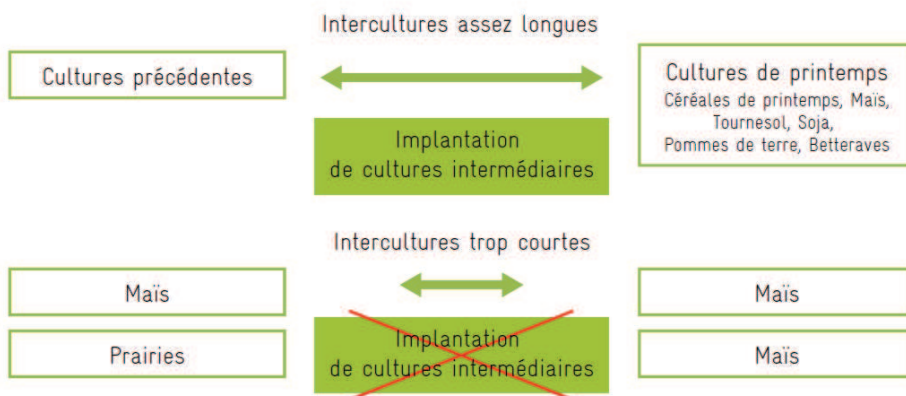 Intercultures assez longues
Cultures précédentes
Cultures de printemps
Céréales de printemps, Maïs,
Tournesol, Soja,
Pommes de terre, Betteraves
Implantation
de cultures intermédiaires
Intercultures trop courtes
Maïs
Maïs
Prairies
Implantation
de cultures intermédiaires
Maïs